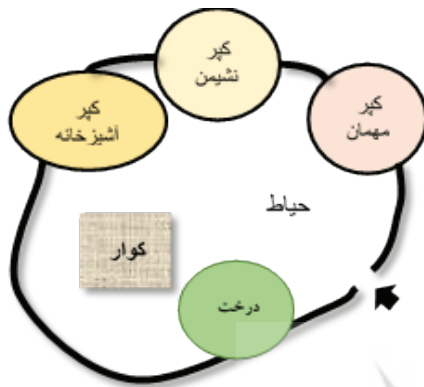 کپر
نشیمن
کپر
مهمان
کپر
آشپزخانه
حیاط
کوار
درخت